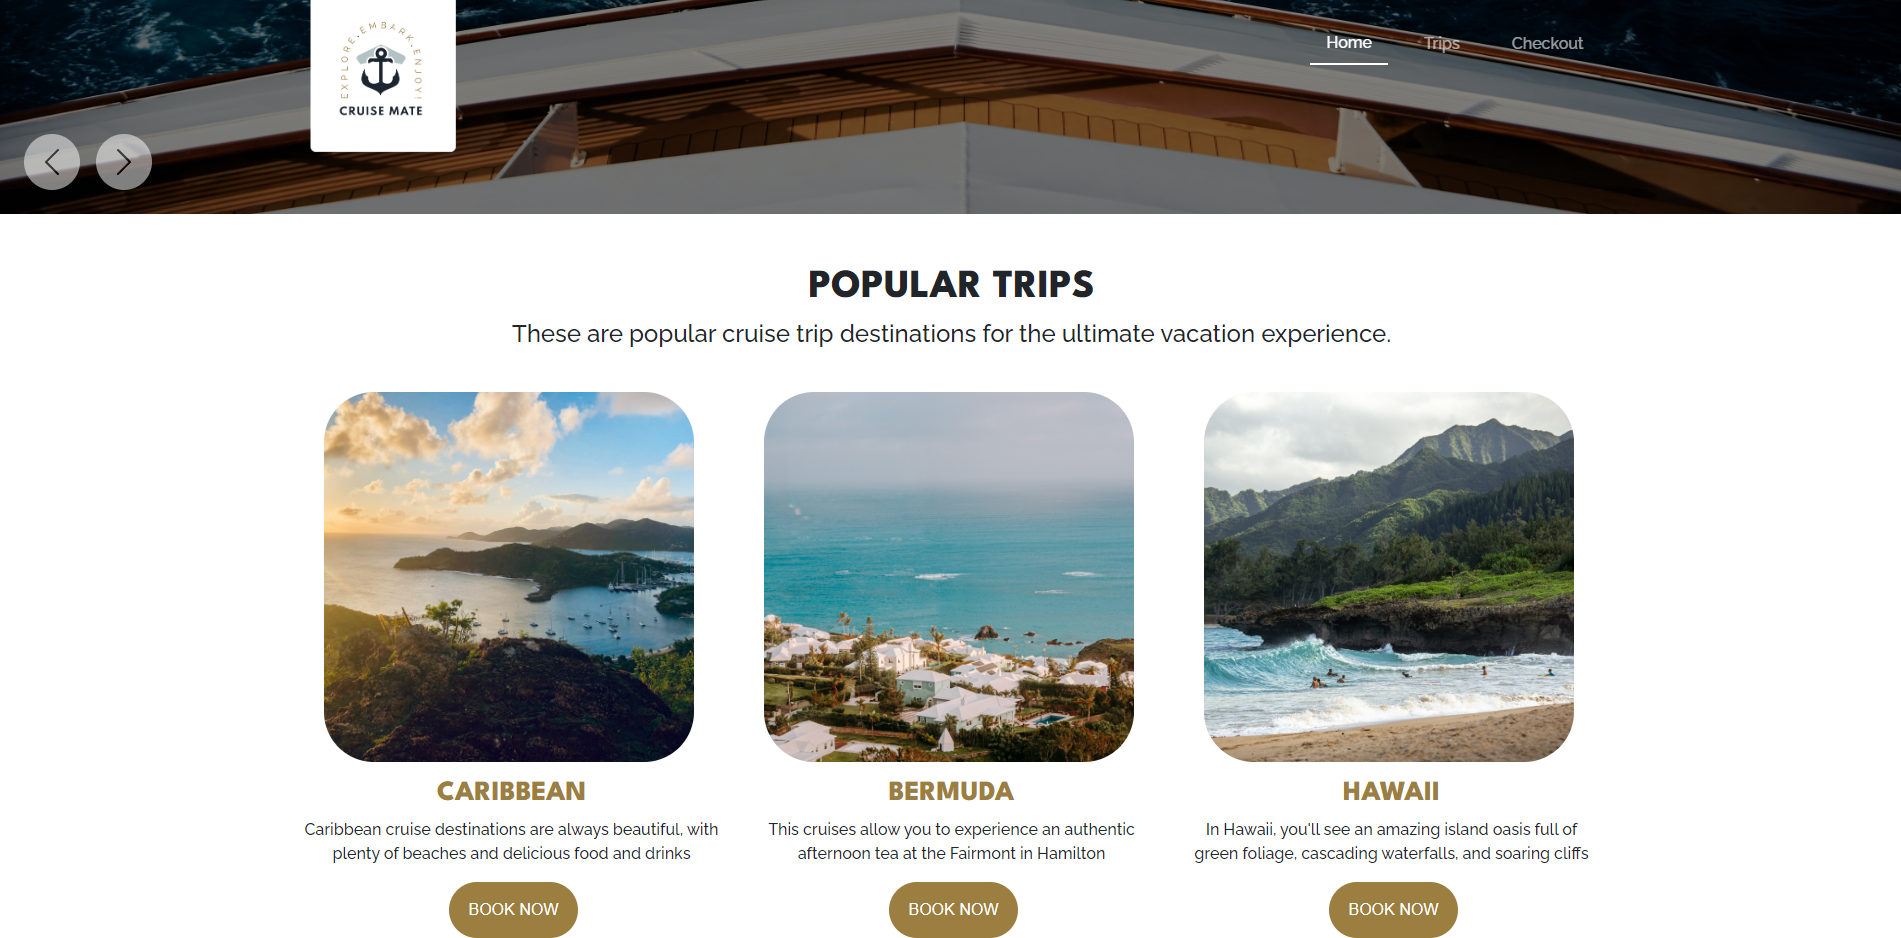 EXPLORE • EMBARK • ENJOY!
CRUISE MATE
Home
Trips
Checkout
POPULAR TRIPS
These are popular cruise trip destinations for the ultimate vacation experience.
CARIBBEAN
Caribbean cruise destinations are always beautiful, with
plenty of beaches and delicious food and drinks
BOOK NOW
BERMUDA
This cruises allow you to experience an authentic
afternoon tea at the Fairmont in Hamilton
BOOK NOW
HAWAII
In Hawaii, you'll see an amazing island oasis full of
green foliage, cascading waterfalls, and soaring cliffs
BOOK NOW